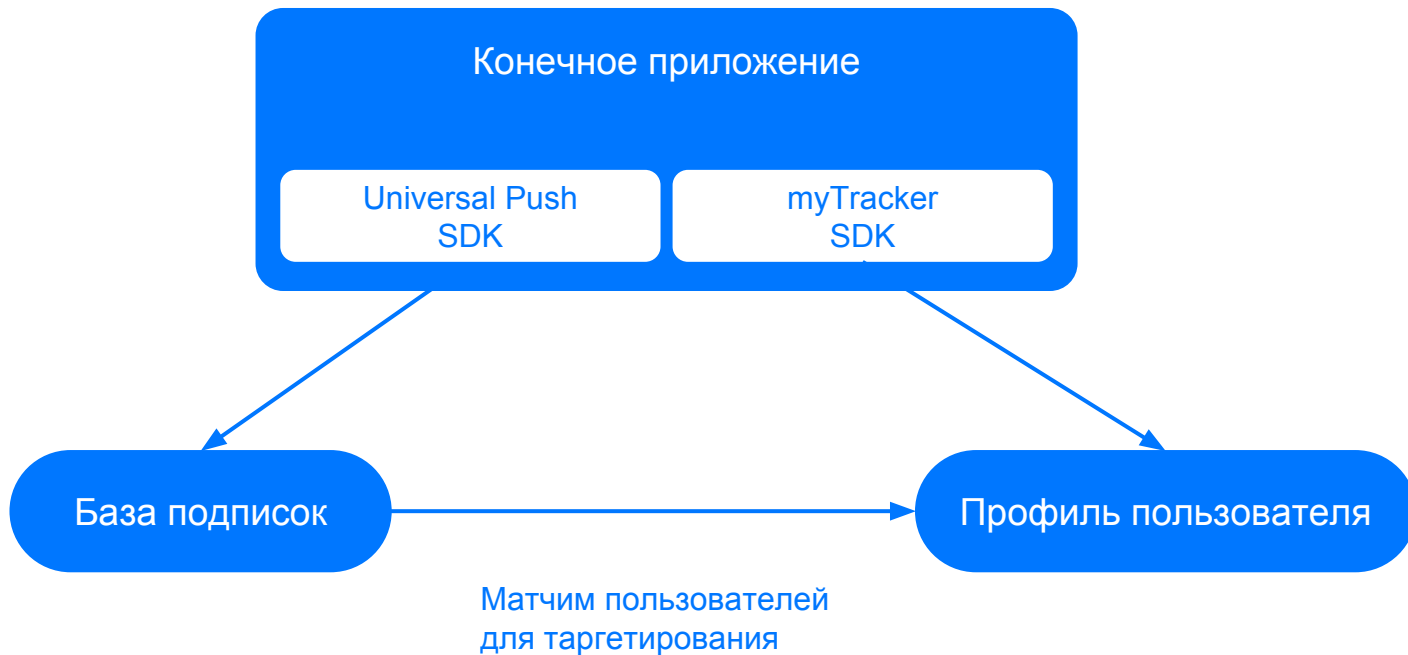 Конечное приложение
Universal Push
SDK
myTracker
SDK
База подписок
Профиль пользователя
Матчим пользователей
для таргетирования